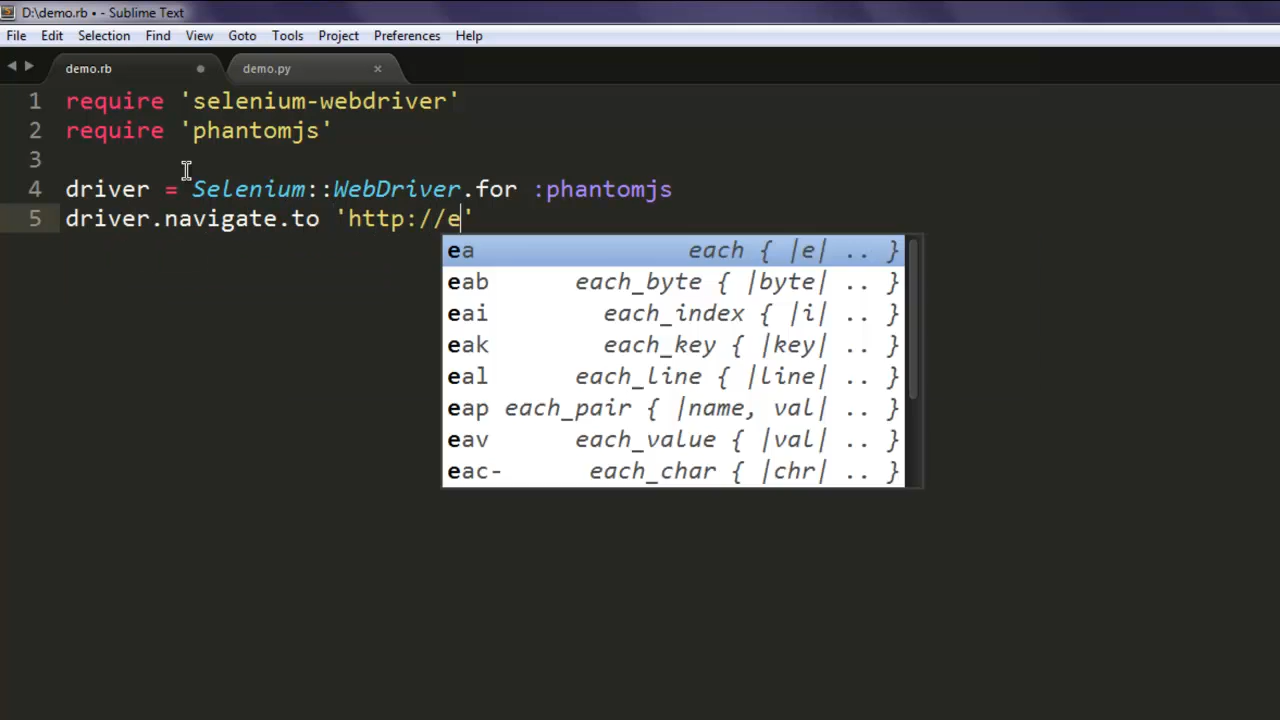 D:\demo.rb • - Sublime Text
File Edit Selection Find View Goto Tools Project Preferences Help
demo.rb demo.py
1 require 'selenium-webdriver'
2 require 'phantomjs'
3
4 driver = Selenium::WebDriver.for :phantomjs
5 driver.navigate.to 'http://e'
ea each { |e| .. }
eab each_byte { |byte| .. }
eai each_index { |i| .. }
eak each_key { |key| .. }
eal each_line { |line| .. }
eap each_pair { |name, val| .. }
eav each_value { |val| .. }
eac- each_char { |chr| .. }